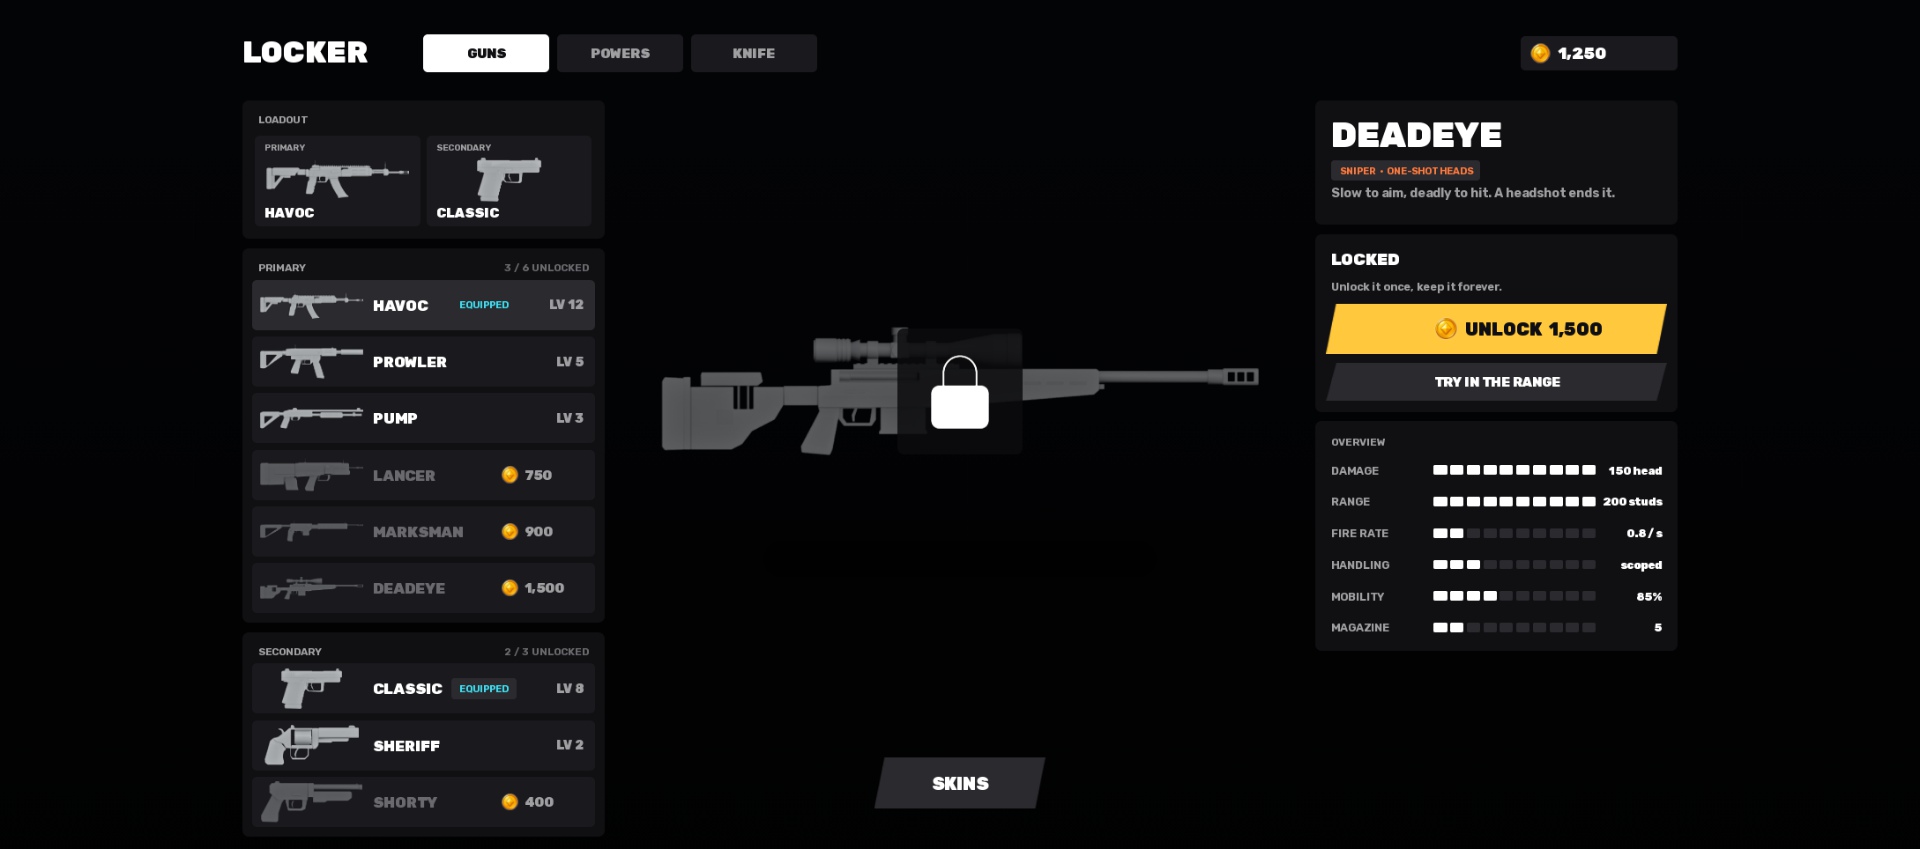 LOCKER
GUNS
POWERS
KNIFE
1,250
LOADOUT
PRIMARY
HAVOC
SECONDARY
CLASSIC
PRIMARY
3 / 6 UNLOCKED
HAVOC
EQUIPPED
LV 12
PROWLER
LV 5
PUMP
LV 3
LANCER
750
MARKSMAN
900
DEADEYE
1,500
SECONDARY
2 / 3 UNLOCKED
CLASSIC
EQUIPPED
LV 8
SHERIFF
LV 2
SHORTY
400
SKINS
DEADEYE
SNIPER · ONE-SHOT HEADS
Slow to aim, deadly to hit. A headshot ends it.
LOCKED
Unlock it once, keep it forever.
UNLOCK 1,500
TRY IN THE RANGE
OVERVIEW
DAMAGE
150 head
RANGE
200 studs
FIRE RATE
0.8 / s
HANDLING
scoped
MOBILITY
85%
MAGAZINE
5